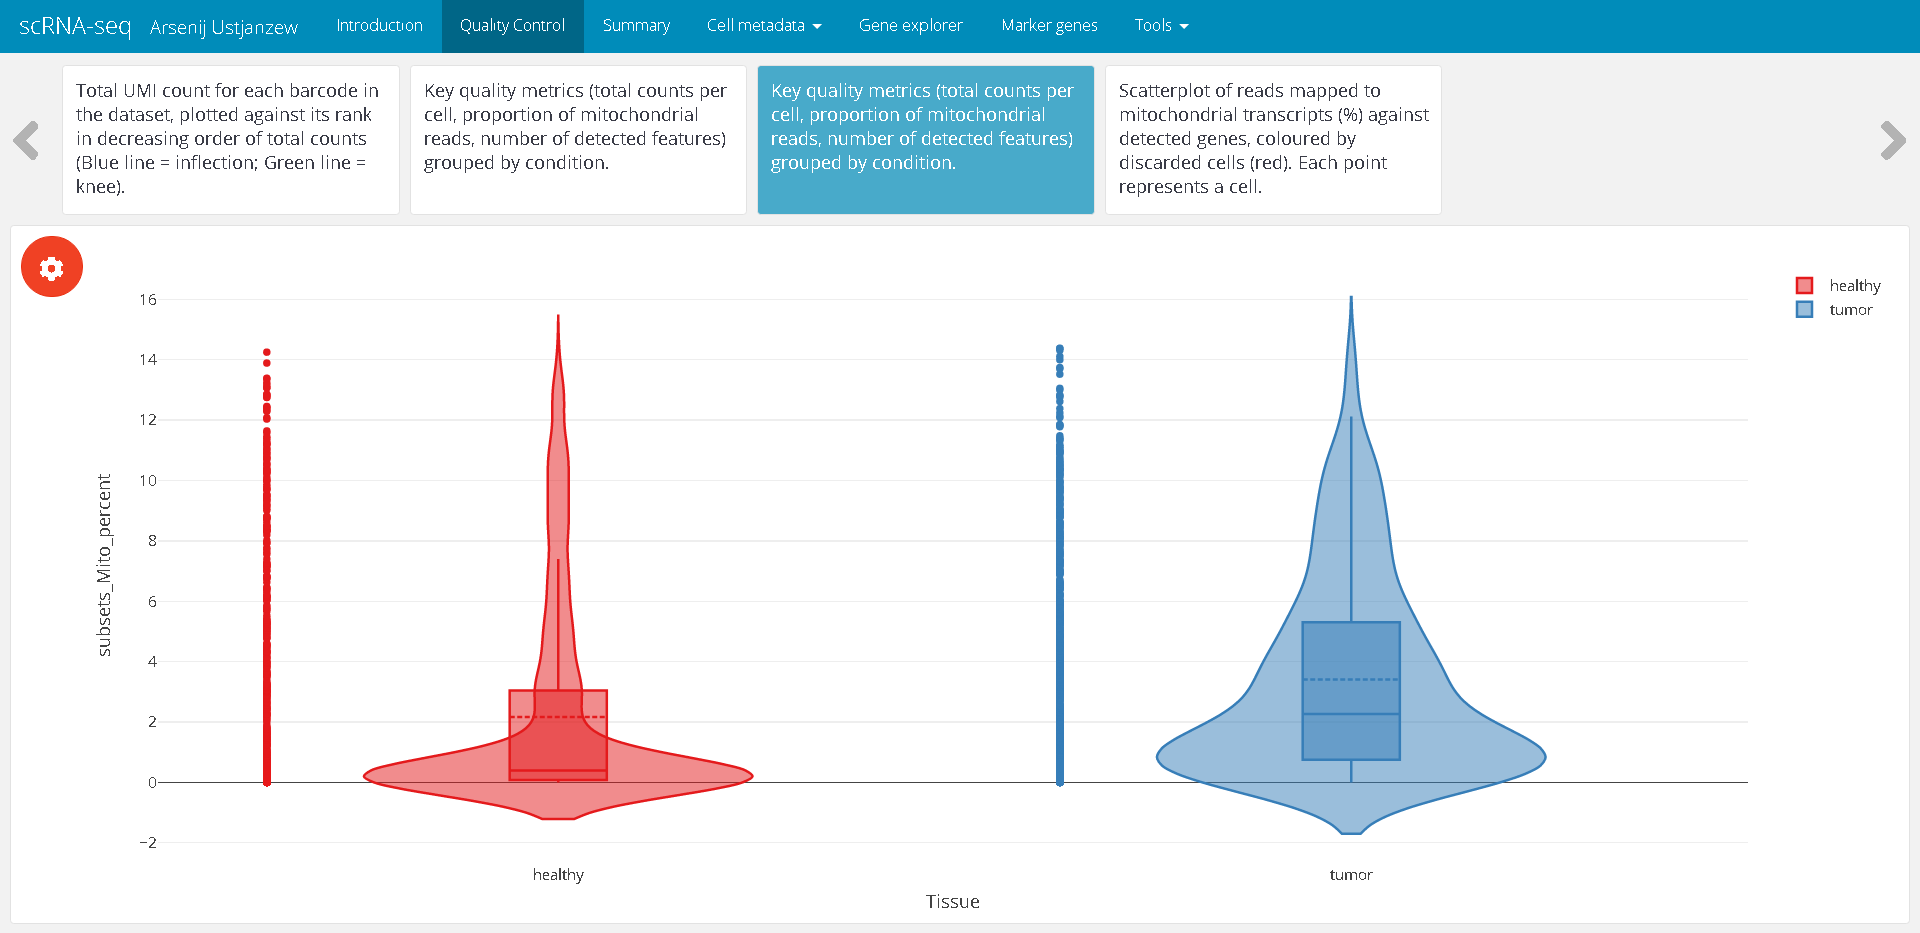 scRNA-seq Arsenij Ustjanzew Introduction Quality Control Summary Cell metadata Gene explorer Marker genes Tools
Total UMI count for each barcode in
the dataset, plotted against its rank
in decreasing order of total counts
(Blue line = inflection; Green line =
knee).
Key quality metrics (total counts per
cell, proportion of mitochondrial
reads, number of detected features)
grouped by condition.
Key quality metrics (total counts per
cell, proportion of mitochondrial
reads, number of detected features)
grouped by condition.
Scatterplot of reads mapped to
mitochondrial transcripts (%) against
detected genes, coloured by
discarded cells (red). Each point
represents a cell.
healthy
tumor
16
14
12
10
8
6
4
2
0
−2
subsets_Mito_percent
healthy
tumor
Tissue